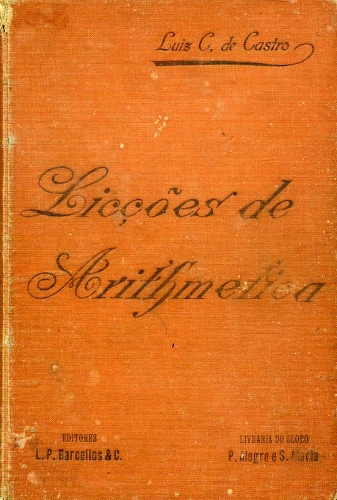 Luiz C. de Castro
Licções de
Arithmetica
EDITORES
L.P. Barcellos & C.
LIVRARIA DO GLOBO
P. Alegre e S. Maria